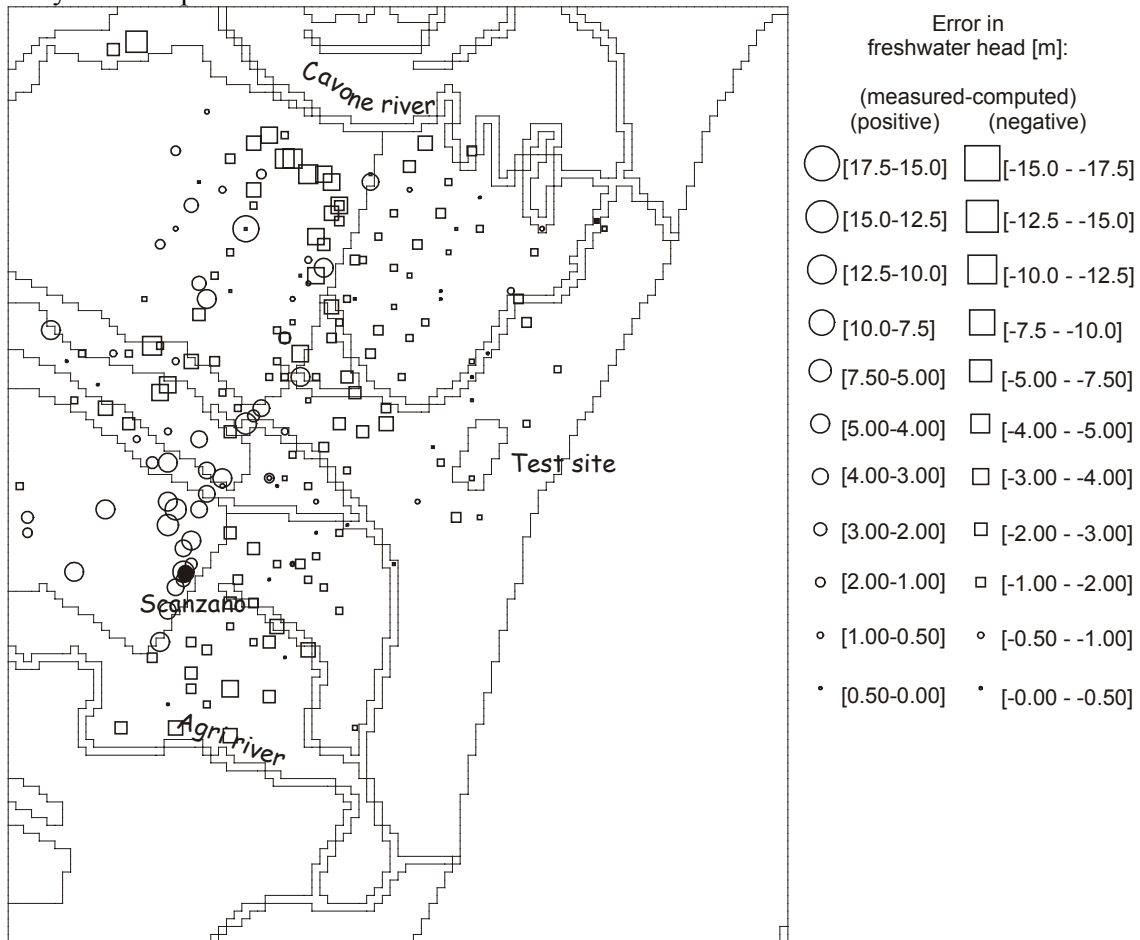 Cavone river
Test site
Scanzano
Agri river
Error in
freshwater head [m]:
(measured-computed)
(positive) (negative)
[17.5-15.0] [-15.0 - -17.5]
[15.0-12.5] [-12.5 - -15.0]
[12.5-10.0] [-10.0 - -12.5]
[10.0-7.5] [-7.5 - -10.0]
[7.50-5.00] [-5.00 - -7.50]
[5.00-4.00] [-4.00 - -5.00]
[4.00-3.00] [-3.00 - -4.00]
[3.00-2.00] [-2.00 - -3.00]
[2.00-1.00] [-1.00 - -2.00]
[1.00-0.50] [-0.50 - -1.00]
[0.50-0.00] [-0.00 - -0.50]